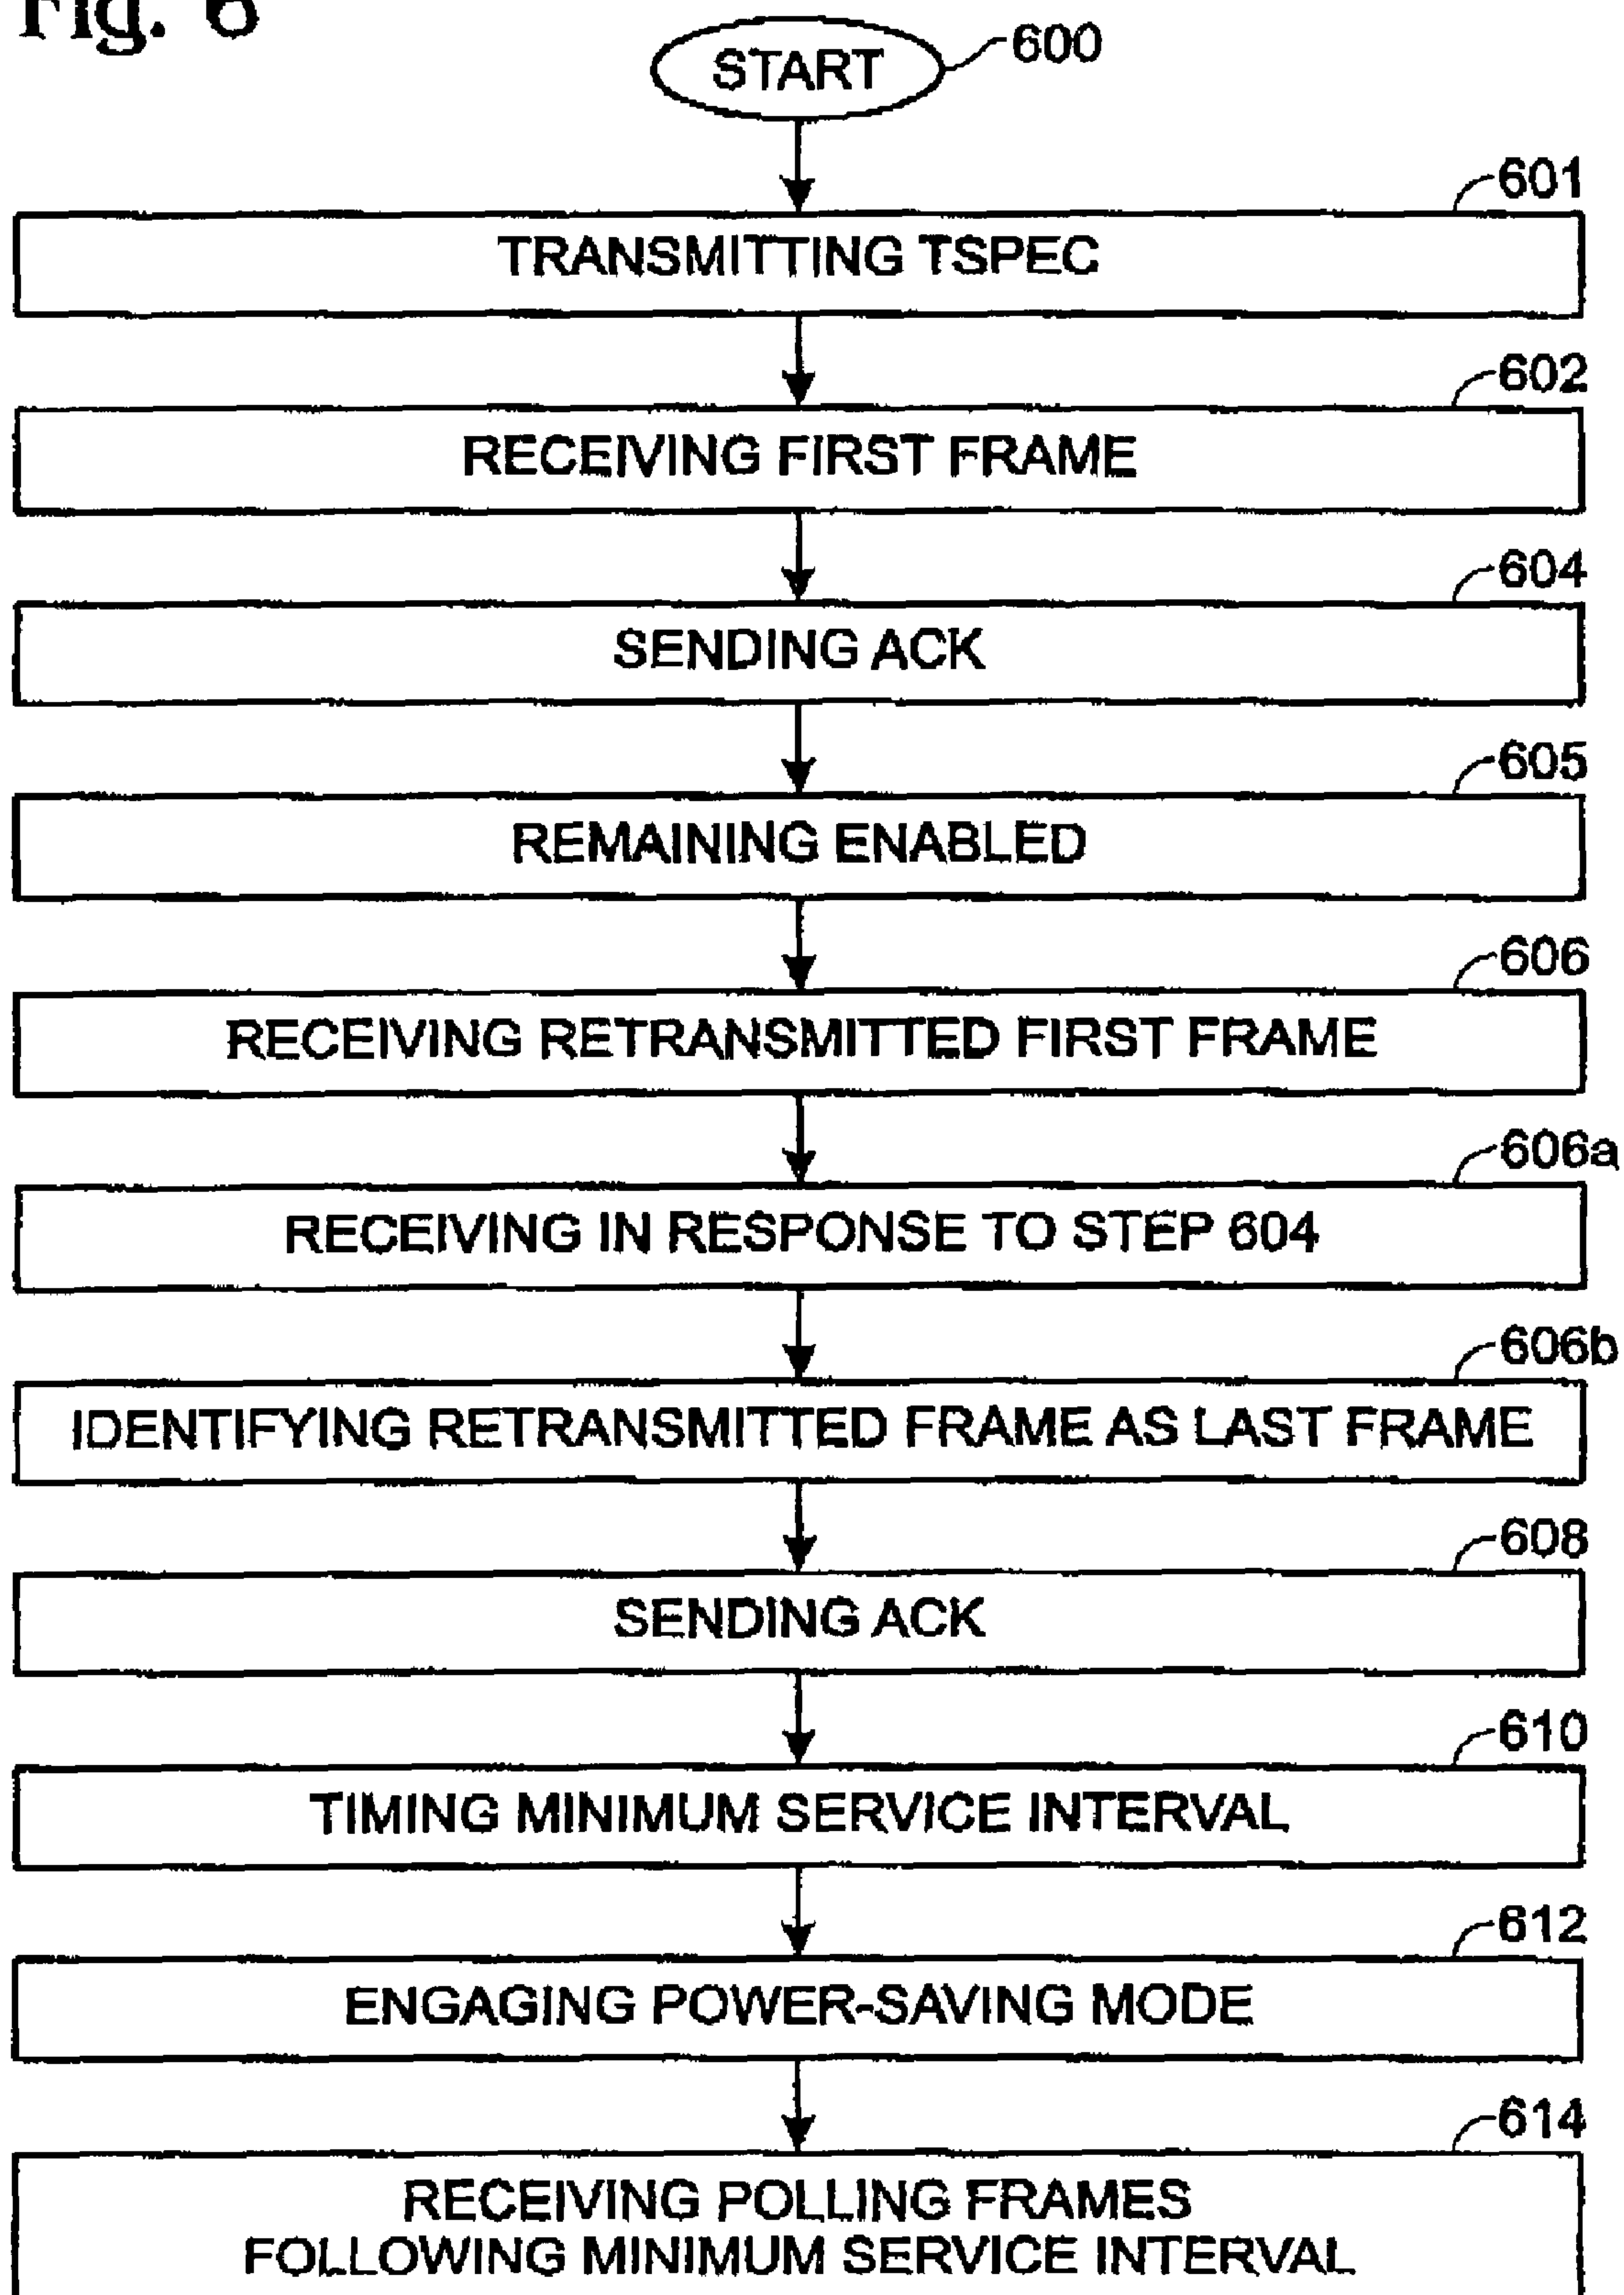 Fig. 6
START
600
601
TRANSMITTING TSPEC
602
RECEIVING FIRST FRAME
604
SENDING ACK
605
REMAINING ENABLED
606
RECEIVING RETRANSMITTED FIRST FRAME
606a
RECEIVING IN RESPONSE TO STEP 604
606b
IDENTIFYING RETRANSMITTED FRAME AS LAST FRAME
608
SENDING ACK
610
TIMING MINIMUM SERVICE INTERVAL
612
ENGAGING POWER-SAVING MODE
614
RECEIVING POLLING FRAMES
FOLLOWING MINIMUM SERVICE INTERVAL